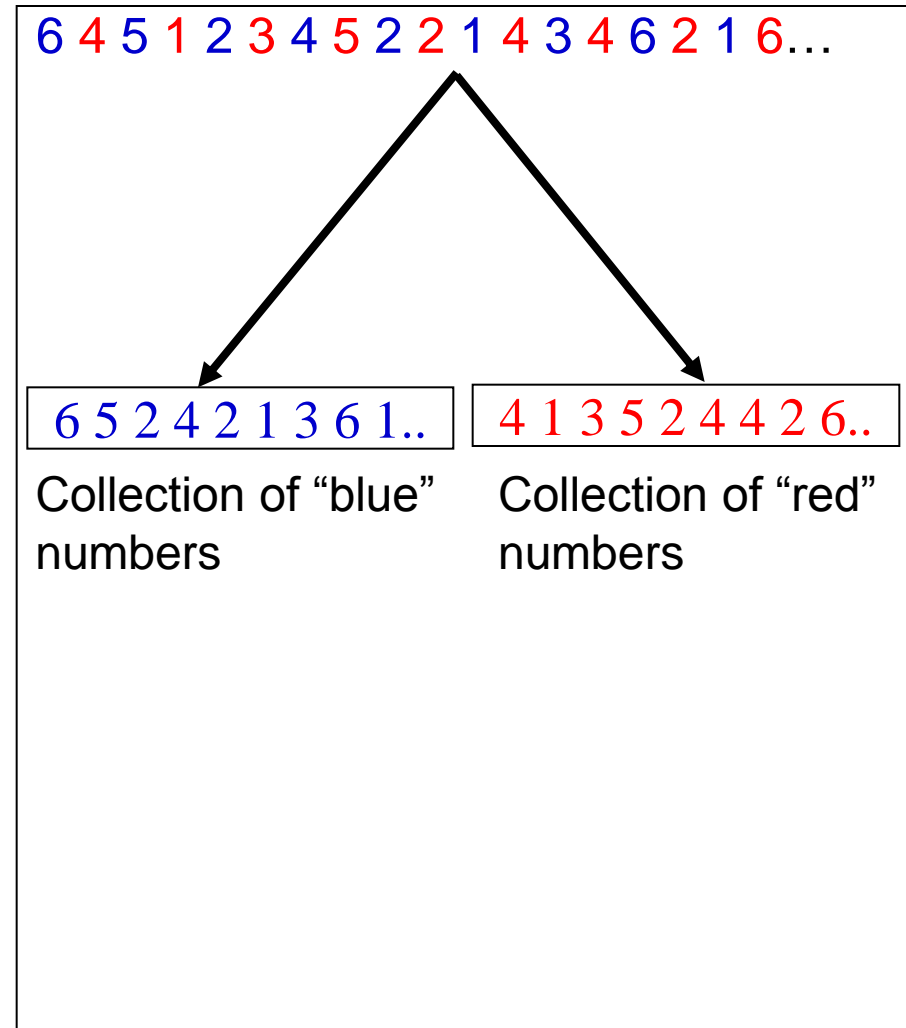 6 4 5 1 2 3 4 5 2 2 1 4 3 4 6 2 1 6…
6 5 2 4 2 1 3 6 1..
4 1 3 5 2 4 4 2 6..
Collection of “blue”
numbers
Collection of “red”
numbers